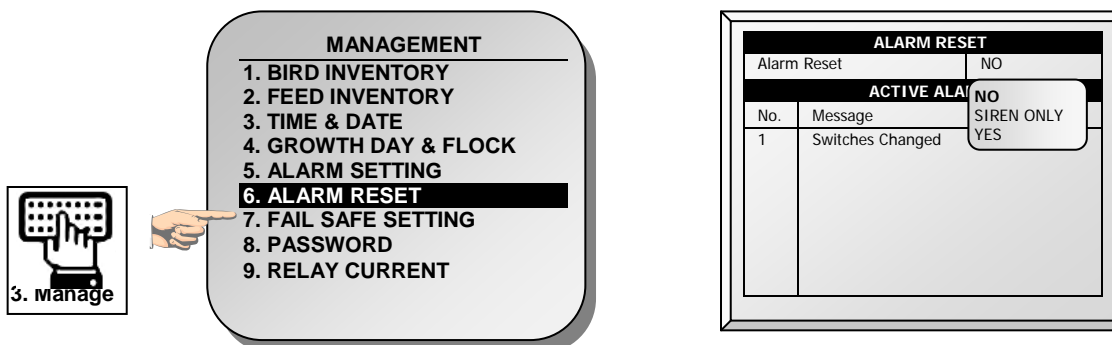 MANAGEMENT
1. BIRD INVENTORY
2. FEED INVENTORY
3. TIME & DATE
4. GROWTH DAY & FLOCK
5. ALARM SETTING
6. ALARM RESET
7. FAIL SAFE SETTING
8. PASSWORD
9. RELAY CURRENT
3. Manage
ALARM RESET
Alarm Reset NO
ACTIVE
NO
SIREN ONLY
YES
No. Message
1 Switches Changed